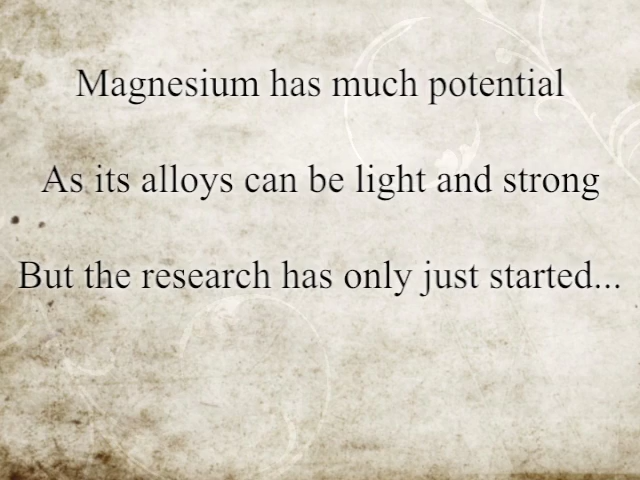 Magnesium has much potential
As its alloys can be light and strong
But the research has only just started...